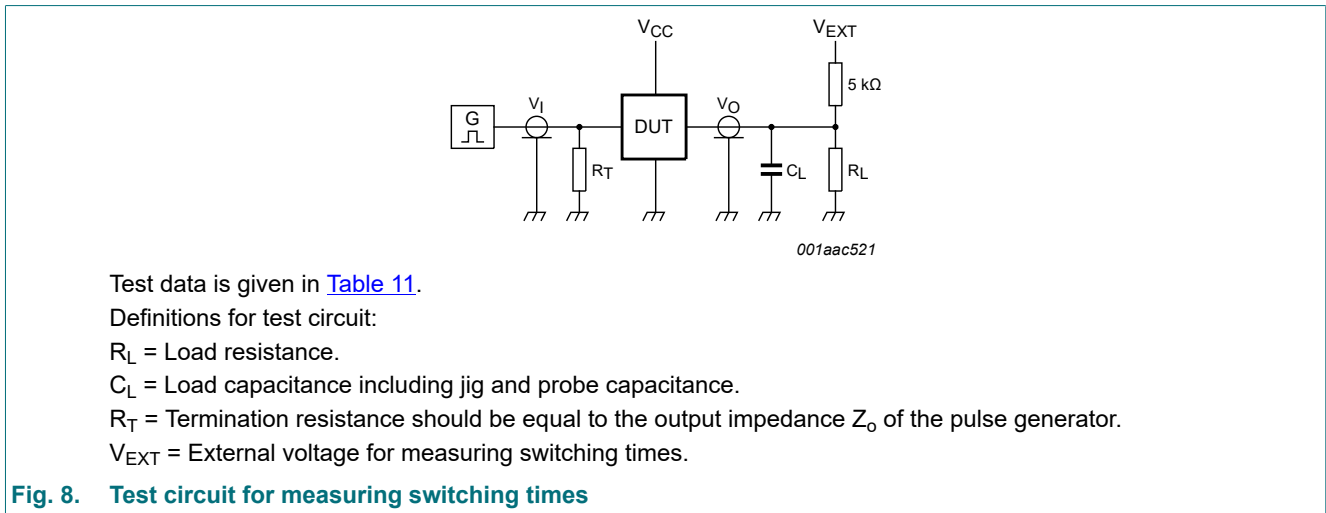 VCC
VEXT
5 kΩ
G
VI
DUT
VO
RT
CL
RL
001aac521
Test data is given in Table 11.
Definitions for test circuit:
RL = Load resistance.
CL = Load capacitance including jig and probe capacitance.
RT = Termination resistance should be equal to the output impedance Zo of the pulse generator.
VEXT = External voltage for measuring switching times.
Fig. 8. Test circuit for measuring switching times